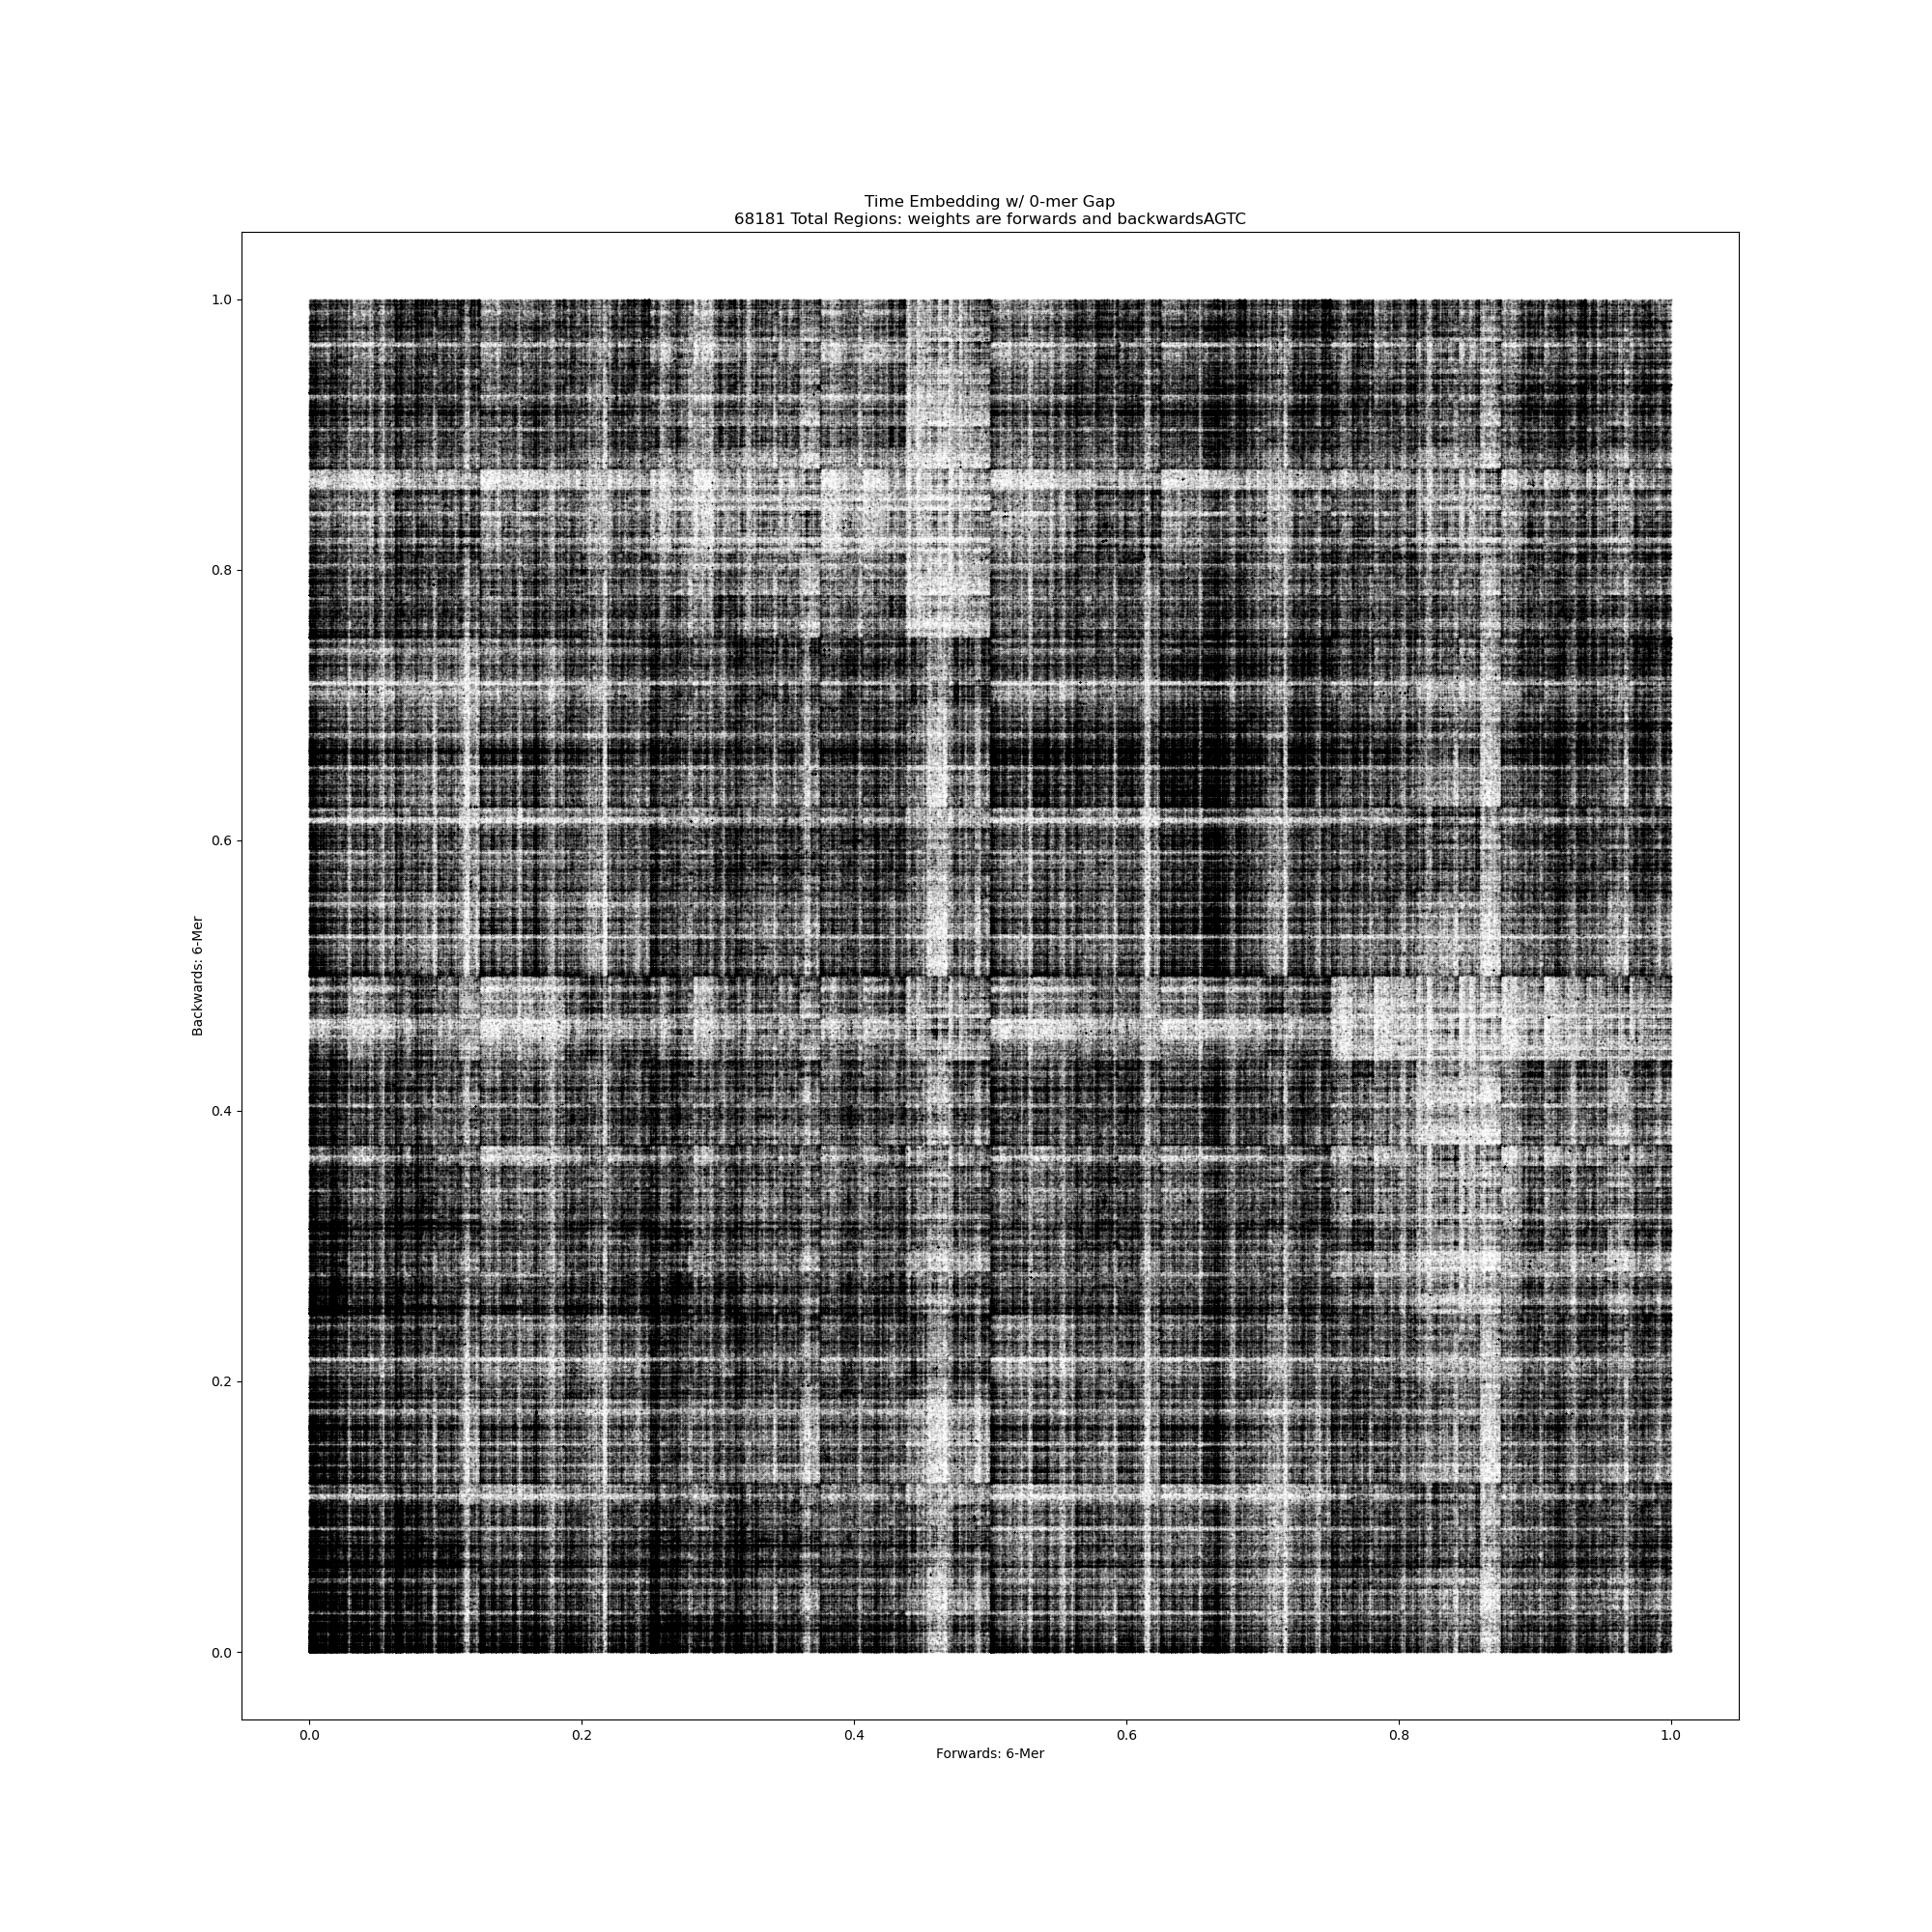 Time Embedding w/ 0-mer Gap
68181 Total Regions: weights are forwards and backwardsAGTC
1.0
0.8
0.6
0.4
0.2
0.0
Backwards: 6-Mer
0.0 0.2 0.4 0.6 0.8 1.0
Forwards: 6-Mer